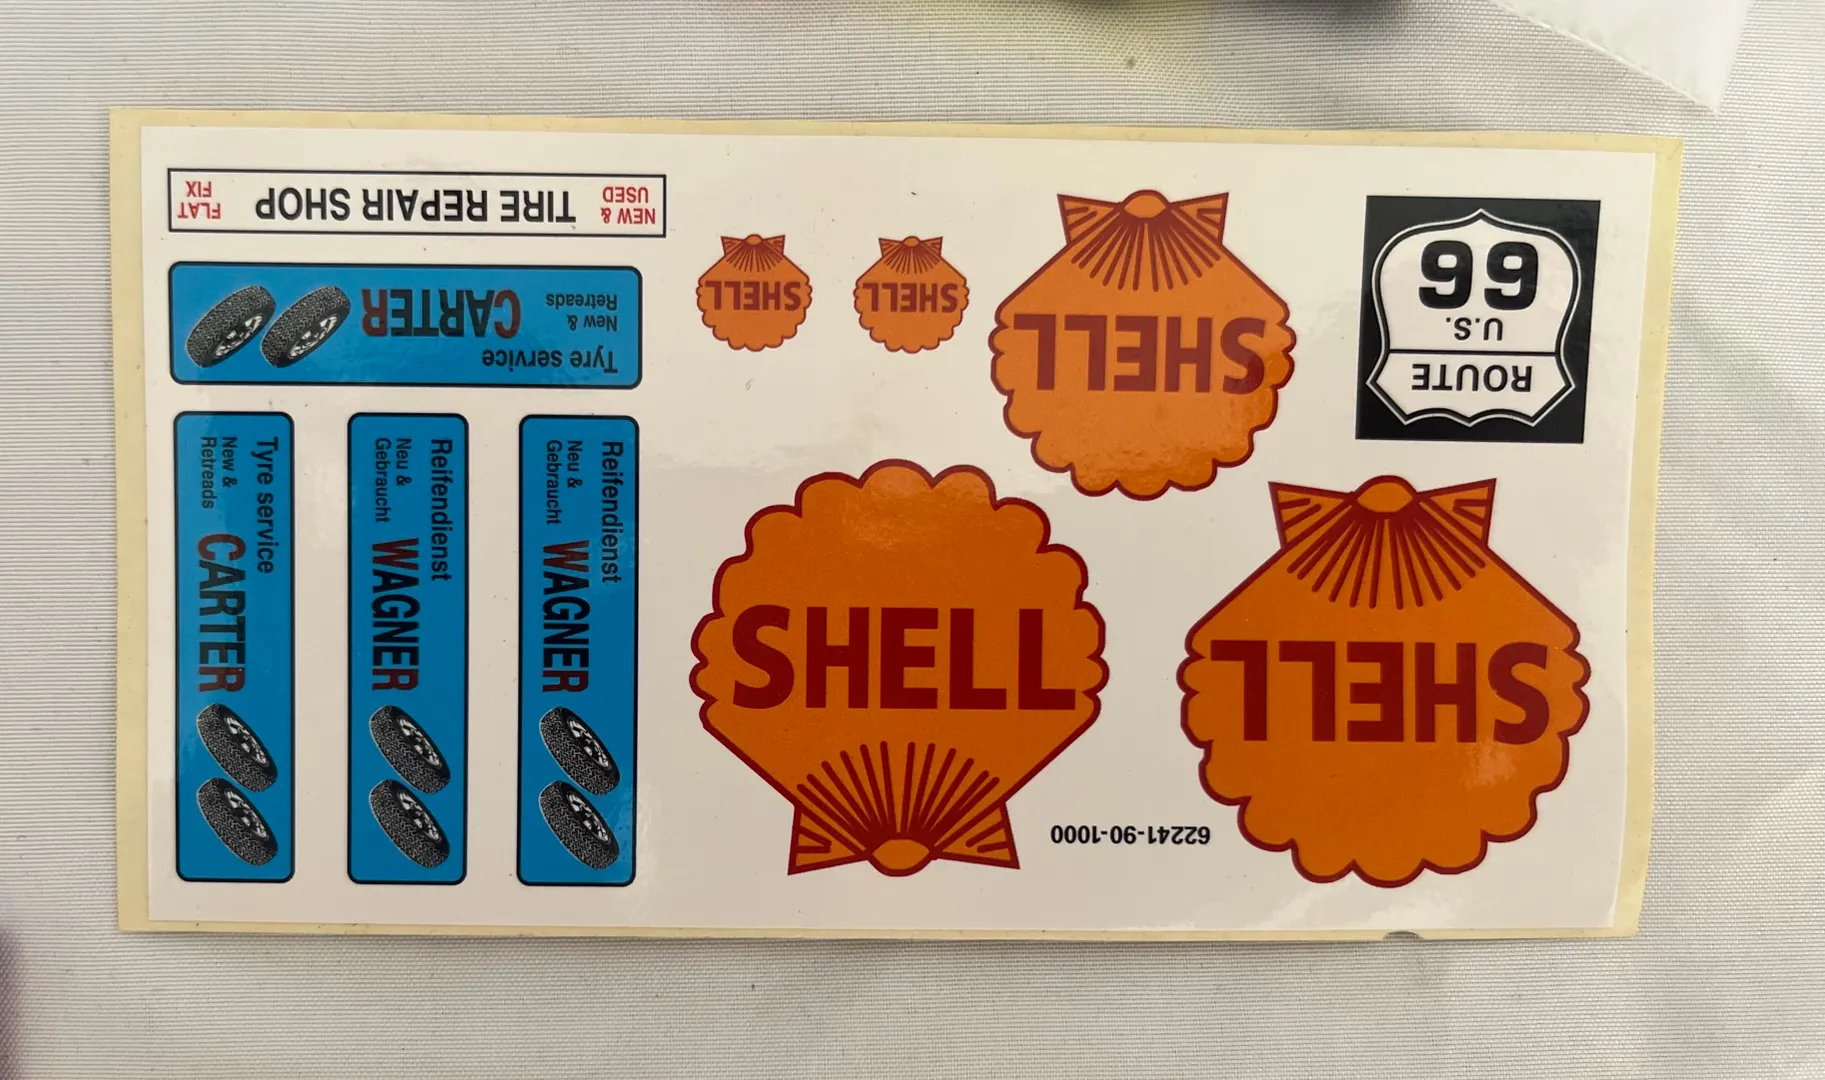 NEW &
USED
TIRE REPAIR SHOP
FLAT
FIX
Tyre service
New &
Retreads
CARTER
Tyre service
New &
Retreads
CARTER
Reifendienst
Neu &
Gebraucht
WAGNER
Reifendienst
Neu &
Gebraucht
WAGNER
SHELL
SHELL
SHELL
SHELL
SHELL
ROUTE
U.S.
66
62241-90-1000